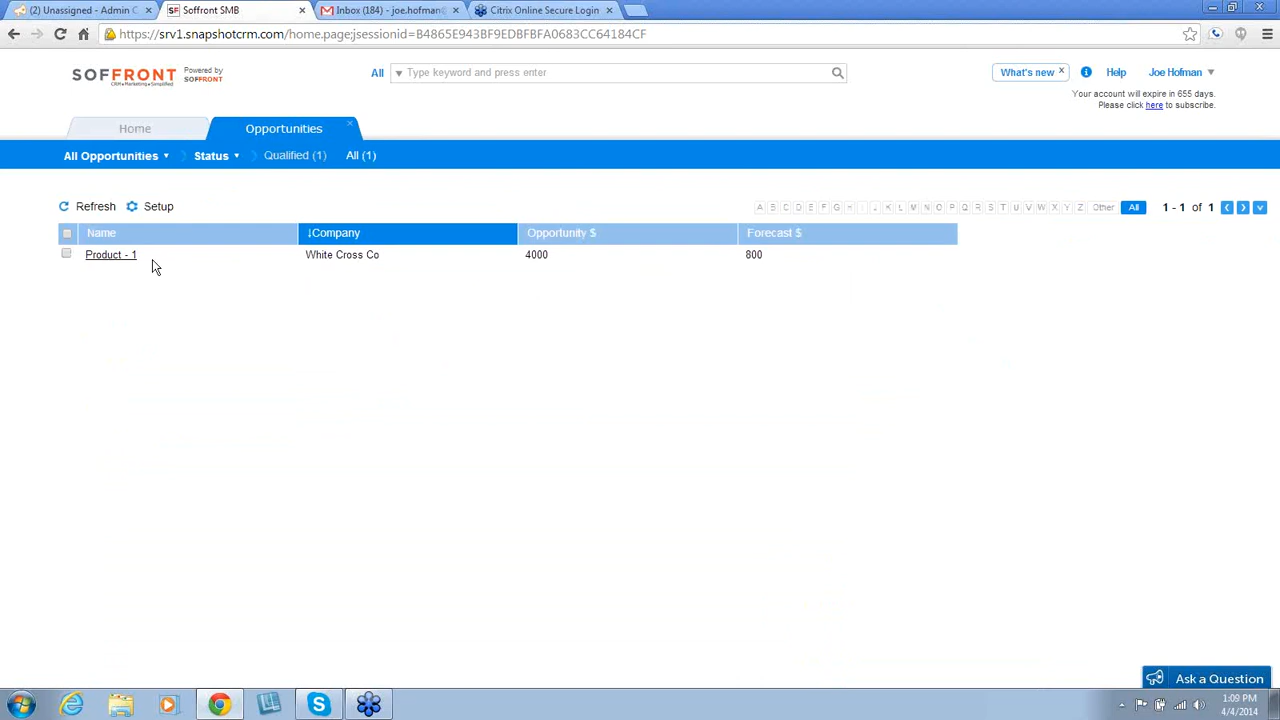 (2) Unassigned - Admin C
Soffront SMB
Inbox (184) - joe.hofman@
Citrix Online Secure Login
https://srv1.snapshotcrm.com/home.page;jsessionid=B4865E943BF9EDBFBFA0683CC64184CF
SOFFRONT
CRM+Marketing+Simplified
Powered by
SOFFRONT
All
Type keyword and press enter
What's new x
Help
Joe Hofman
Your account will expire in 655 days.
Please click here to subscribe.
Home
Opportunities
All Opportunities
Status
Qualified (1)
All (1)
Refresh
Setup
A B C D E F G H I J K L M N O P Q R S T U V W X Y Z Other All
1 - 1 of 1
Name
↓Company
Opportunity $
Forecast $
Product - 1
White Cross Co
4000
800
Ask a Question
1:09 PM
4/4/2014